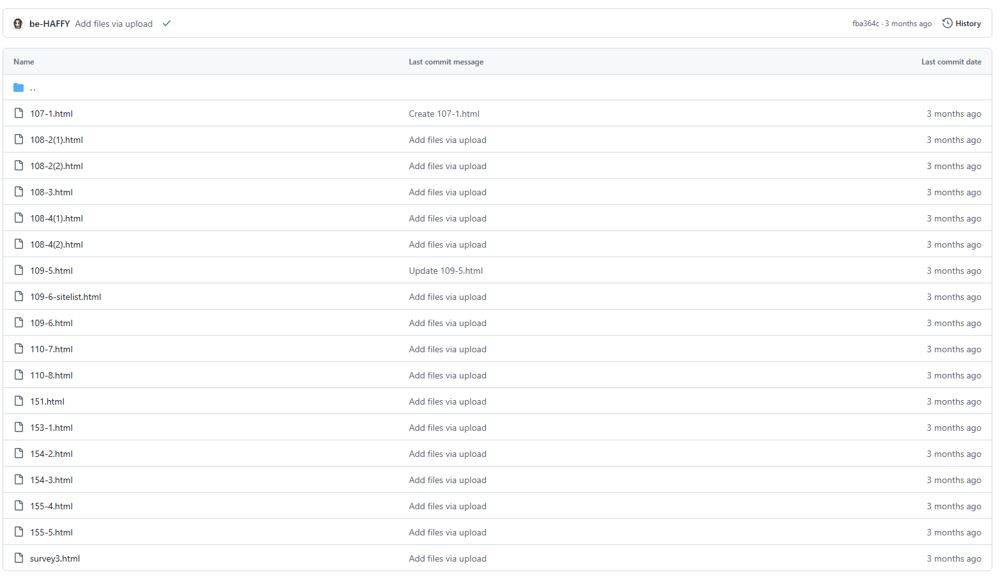 be-HAFFY Add files via upload fba364c · 3 months ago History
Name Last commit message Last commit date
..
107-1.html Create 107-1.html 3 months ago
108-2(1).html Add files via upload 3 months ago
108-2(2).html Add files via upload 3 months ago
108-3.html Add files via upload 3 months ago
108-4(1).html Add files via upload 3 months ago
108-4(2).html Add files via upload 3 months ago
109-5.html Update 109-5.html 3 months ago
109-6-sitelist.html Add files via upload 3 months ago
109-6.html Add files via upload 3 months ago
110-7.html Add files via upload 3 months ago
110-8.html Add files via upload 3 months ago
151.html Add files via upload 3 months ago
153-1.html Add files via upload 3 months ago
154-2.html Add files via upload 3 months ago
154-3.html Add files via upload 3 months ago
155-4.html Add files via upload 3 months ago
155-5.html Add files via upload 3 months ago
survey3.html Add files via upload 3 months ago